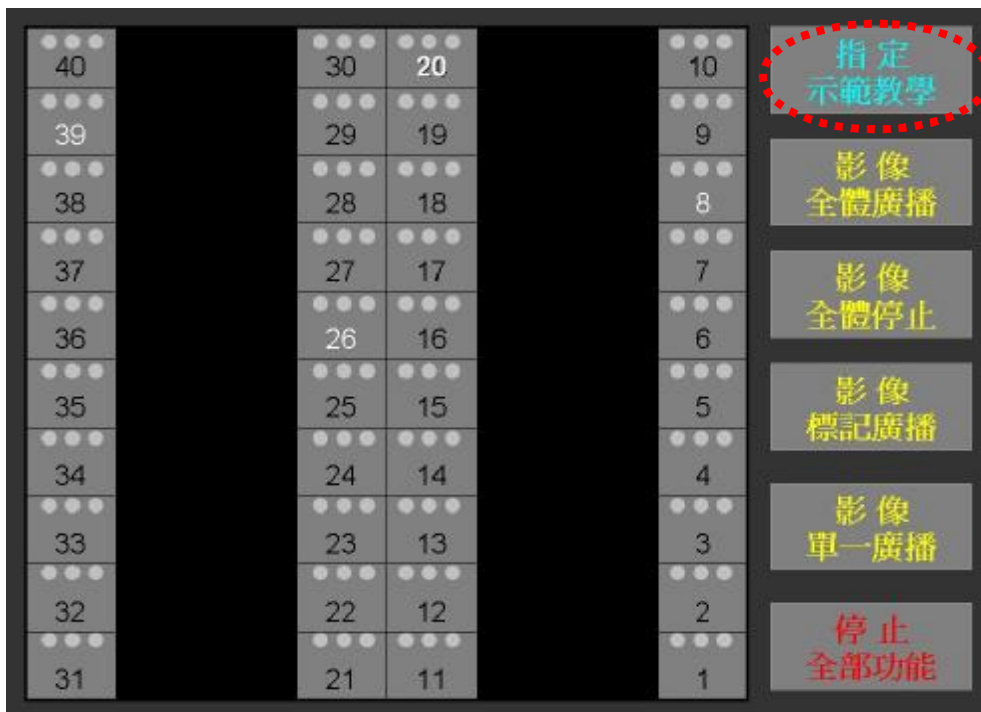 40 30 20 10
39 29 19 9
38 28 18 8
37 27 17 7
36 26 16 6
35 25 15 5
34 24 14 4
33 23 13 3
32 22 12 2
31 21 11 1
指定
示範教學
影像
全體廣播
影像
全體停止
影像
標記廣播
影像
單一廣播
停止
全部功能